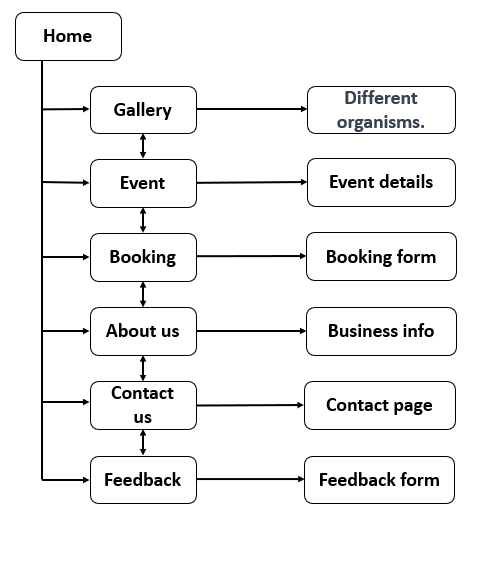 Home
Gallery
Different
organisms.
Event
Event details
Booking
Booking form
About us
Business info
Contact
us
Contact page
Feedback
Feedback form